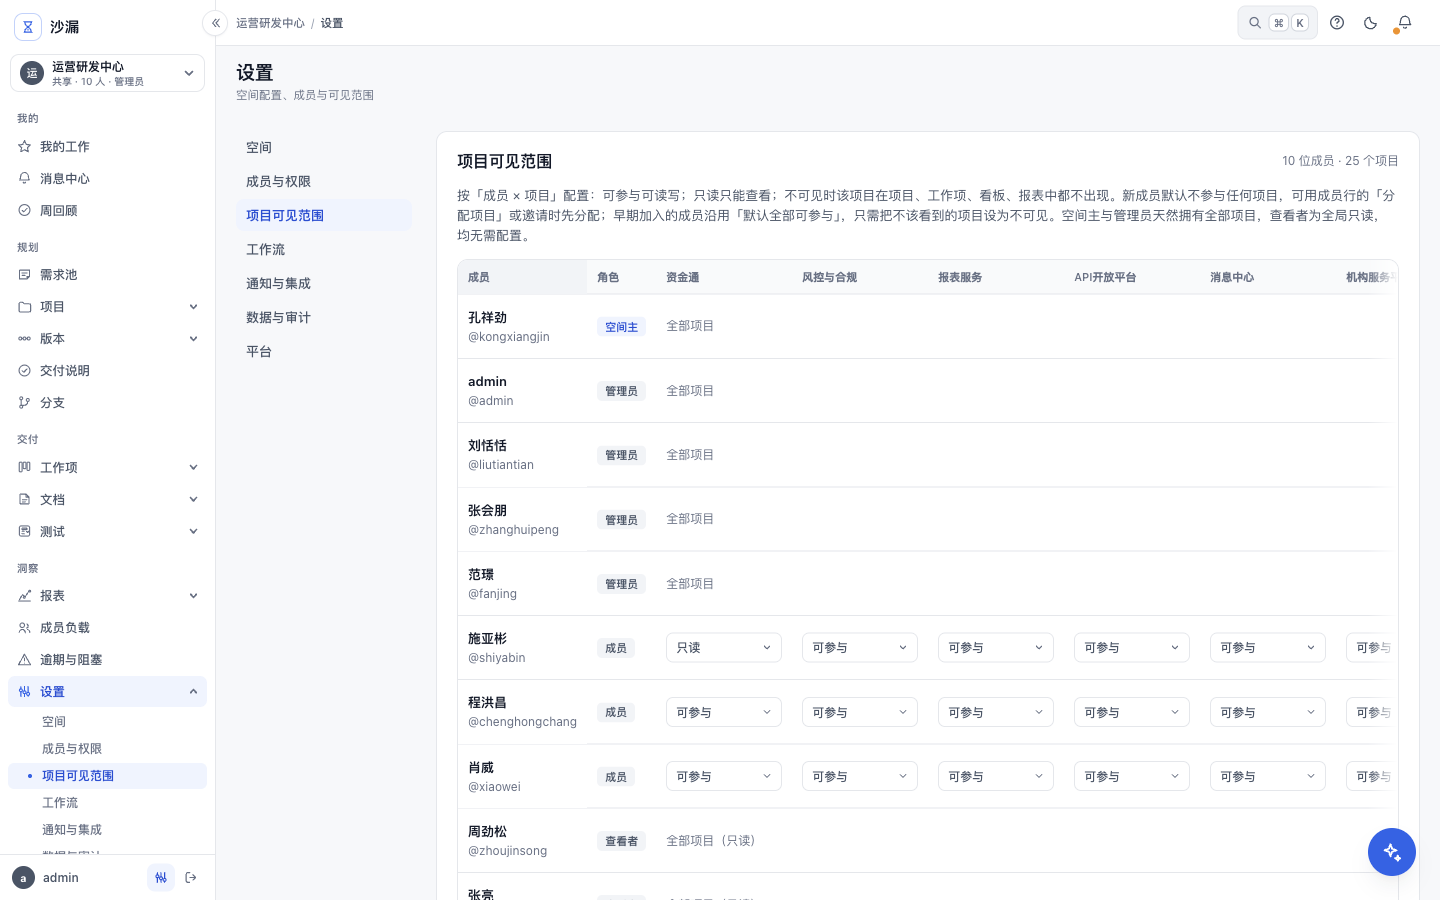 沙漏
运
运营研发中心
共享 · 10 人 · 管理员
我的
我的工作
消息中心
周回顾
规划
需求池
项目
版本
交付说明
分支
交付
工作项
文档
测试
洞察
报表
成员负载
逾期与阻塞
设置
空间
成员与权限
项目可见范围
工作流
通知与集成
a
admin
运营研发中心 / 设置
⌘ K
设置
空间配置、成员与可见范围
空间
成员与权限
项目可见范围
工作流
通知与集成
数据与审计
平台
项目可见范围
10 位成员 · 25 个项目
按「成员 × 项目」配置：可参与可读写；只读只能查看；不可见时该项目在项目、工作项、看板、报表中都不出现。新成员默认不参与任何项目，可用成员行的「分
配项目」或邀请时先分配；早期加入的成员沿用「默认全部可参与」，只需把不该看到的项目设为不可见。空间主与管理员天然拥有全部项目，查看者为全局只读，
均无需配置。
成员 角色 资金通 风控与合规 报表服务 API开放平台 消息中心 机构服务
孔祥劲
@kongxiangjin
空间主 全部项目
admin
@admin
管理员 全部项目
刘恬恬
@liutiantian
管理员 全部项目
张会朋
@zhanghuipeng
管理员 全部项目
范璟
@fanjing
管理员 全部项目
施亚彬
@shiyabin
成员 只读 可参与 可参与 可参与 可参与 可参与
程洪昌
@chenghongchang
成员 可参与 可参与 可参与 可参与 可参与 可参与
肖威
@xiaowei
成员 可参与 可参与 可参与 可参与 可参与 可参与
周劲松
@zhoujinsong
查看者 全部项目（只读）
张亮